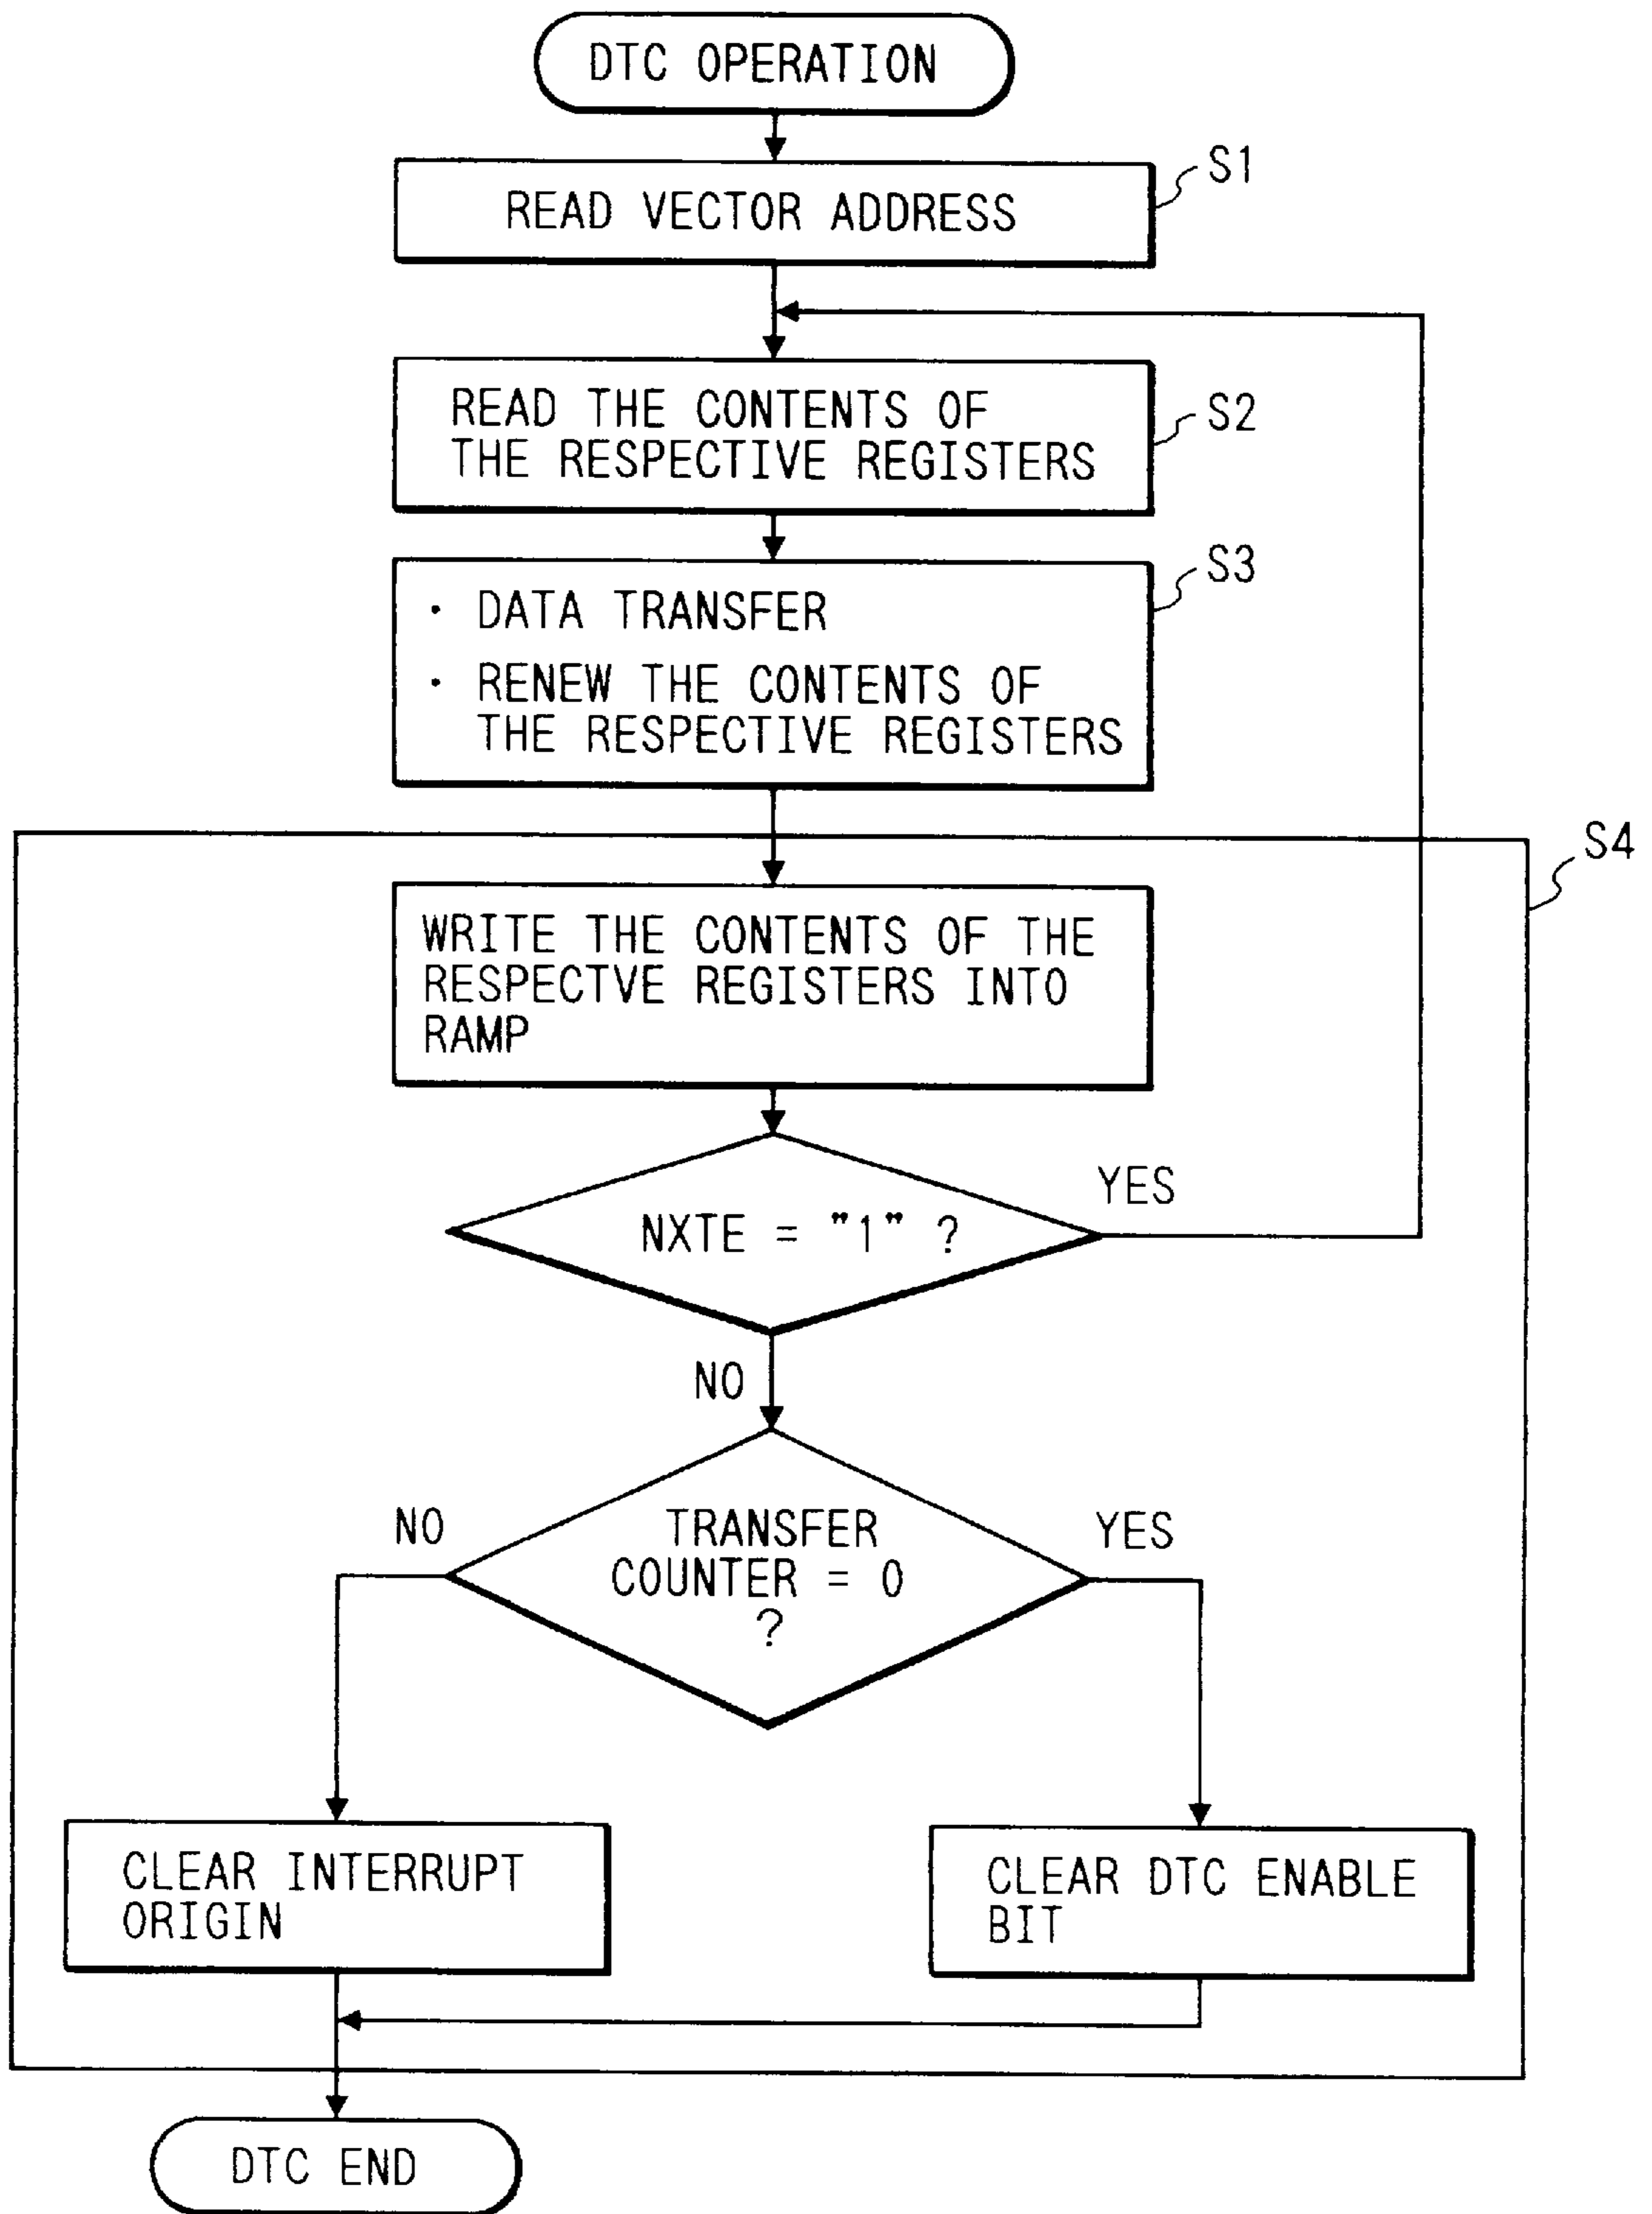 DTC OPERATION
S1
READ VECTOR ADDRESS
READ THE CONTENTS OF
THE RESPECTIVE REGISTERS
S2
S3
· DATA TRANSFER
· RENEW THE CONTENTS OF
THE RESPECTIVE REGISTERS
S4
WRITE THE CONTENTS OF THE
RESPECTVE REGISTERS INTO
RAMP
YES
NXTE = "1" ?
NO
NO
YES
TRANSFER
COUNTER = 0
?
CLEAR INTERRUPT
ORIGIN
CLEAR DTC ENABLE
BIT
DTC END